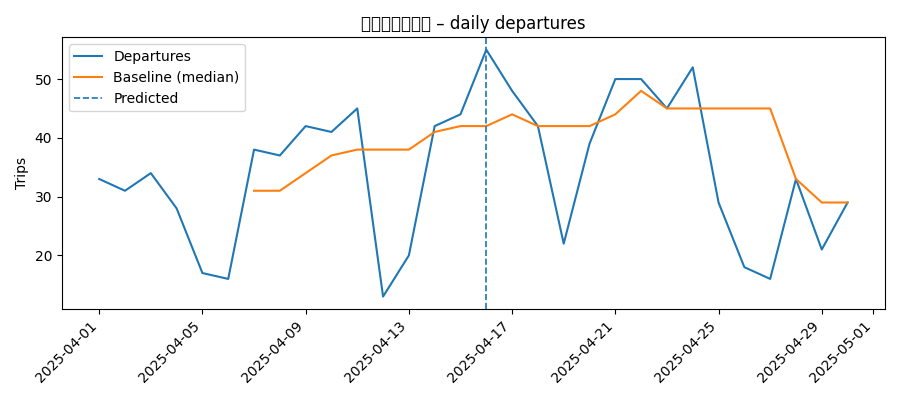 – daily departures
Departures
Baseline (median)
Predicted
Trips
50
40
30
20
2025-04-01
2025-04-05
2025-04-09
2025-04-13
2025-04-17
2025-04-21
2025-04-25
2025-04-29
2025-05-01